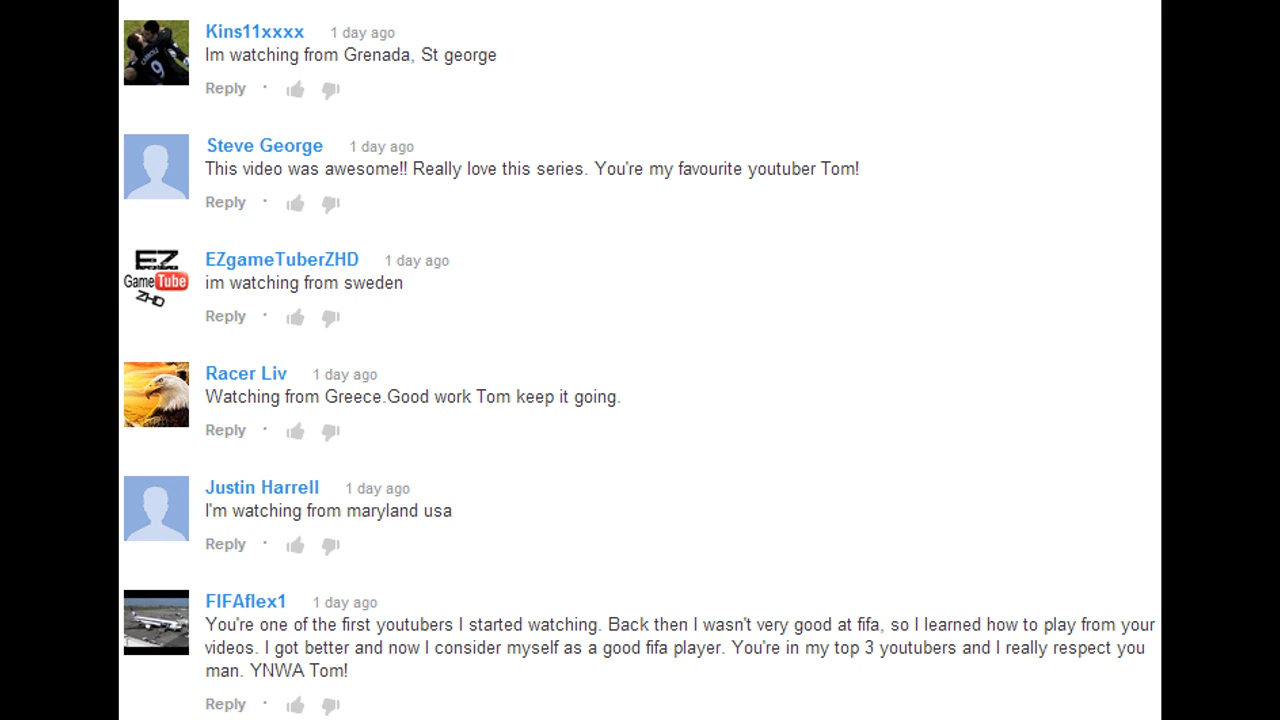 Kins11xxxx 1 day ago
Im watching from Grenada, St george
Reply ·
Steve George 1 day ago
This video was awesome!! Really love this series. You're my favourite youtuber Tom!
Reply ·
EZ
GameTube
ZHD
EZgameTuberZHD 1 day ago
im watching from sweden
Reply ·
Racer Liv 1 day ago
Watching from Greece.Good work Tom keep it going.
Reply ·
Justin Harrell 1 day ago
I'm watching from maryland usa
Reply ·
CARROLL
9
FIFAflex1 1 day ago
You're one of the first youtubers I started watching. Back then I wasn't very good at fifa, so I learned how to play from your
videos. I got better and now I consider myself as a good fifa player. You're in my top 3 youtubers and I really respect you
man. YNWA Tom!
Reply ·